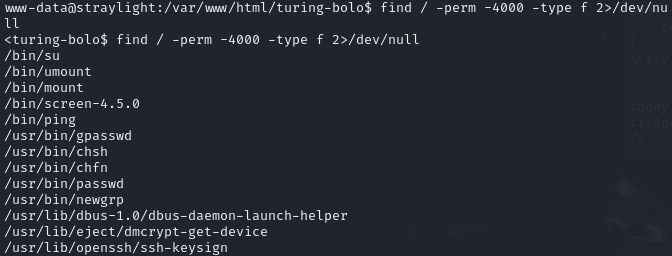 www-data@straylight:/var/www/html/turing-bolo$ find / -perm -4000 -type f 2>/dev/nu
ll
<turing-bolo$ find / -perm -4000 -type f 2>/dev/null
/bin/su
/bin/umount
/bin/mount
/bin/screen-4.5.0
/bin/ping
/usr/bin/gpasswd
/usr/bin/chsh
/usr/bin/chfn
/usr/bin/passwd
/usr/bin/newgrp
/usr/lib/dbus-1.0/dbus-daemon-launch-helper
/usr/lib/eject/dmcrypt-get-device
/usr/lib/openssh/ssh-keysign